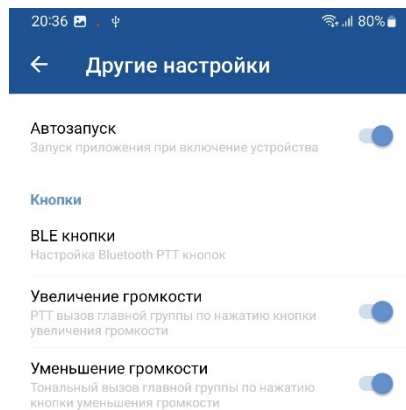 20:36 80%
Другие настройки
Автозапуск
Запуск приложения при включение устройства
Кнопки
BLE кнопки
Настройка Bluetooth PTT кнопок
Увеличение громкости
PTT вызов главной группы по нажатию кнопки
увеличения громкости
Уменьшение громкости
Тональный вызов главной группы по нажатию
кнопки уменьшения громкости